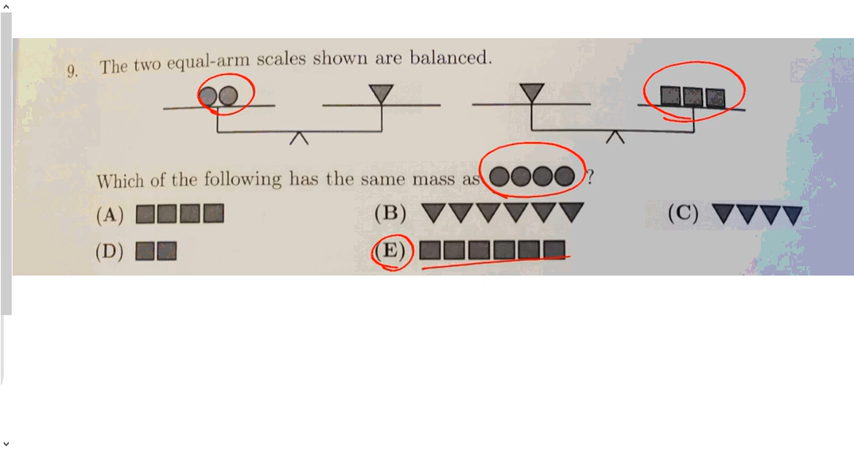 9. The two equal-arm scales shown are balanced.
Which of the following has the same mass as ?
(A) (B) (C)
(D) (E)